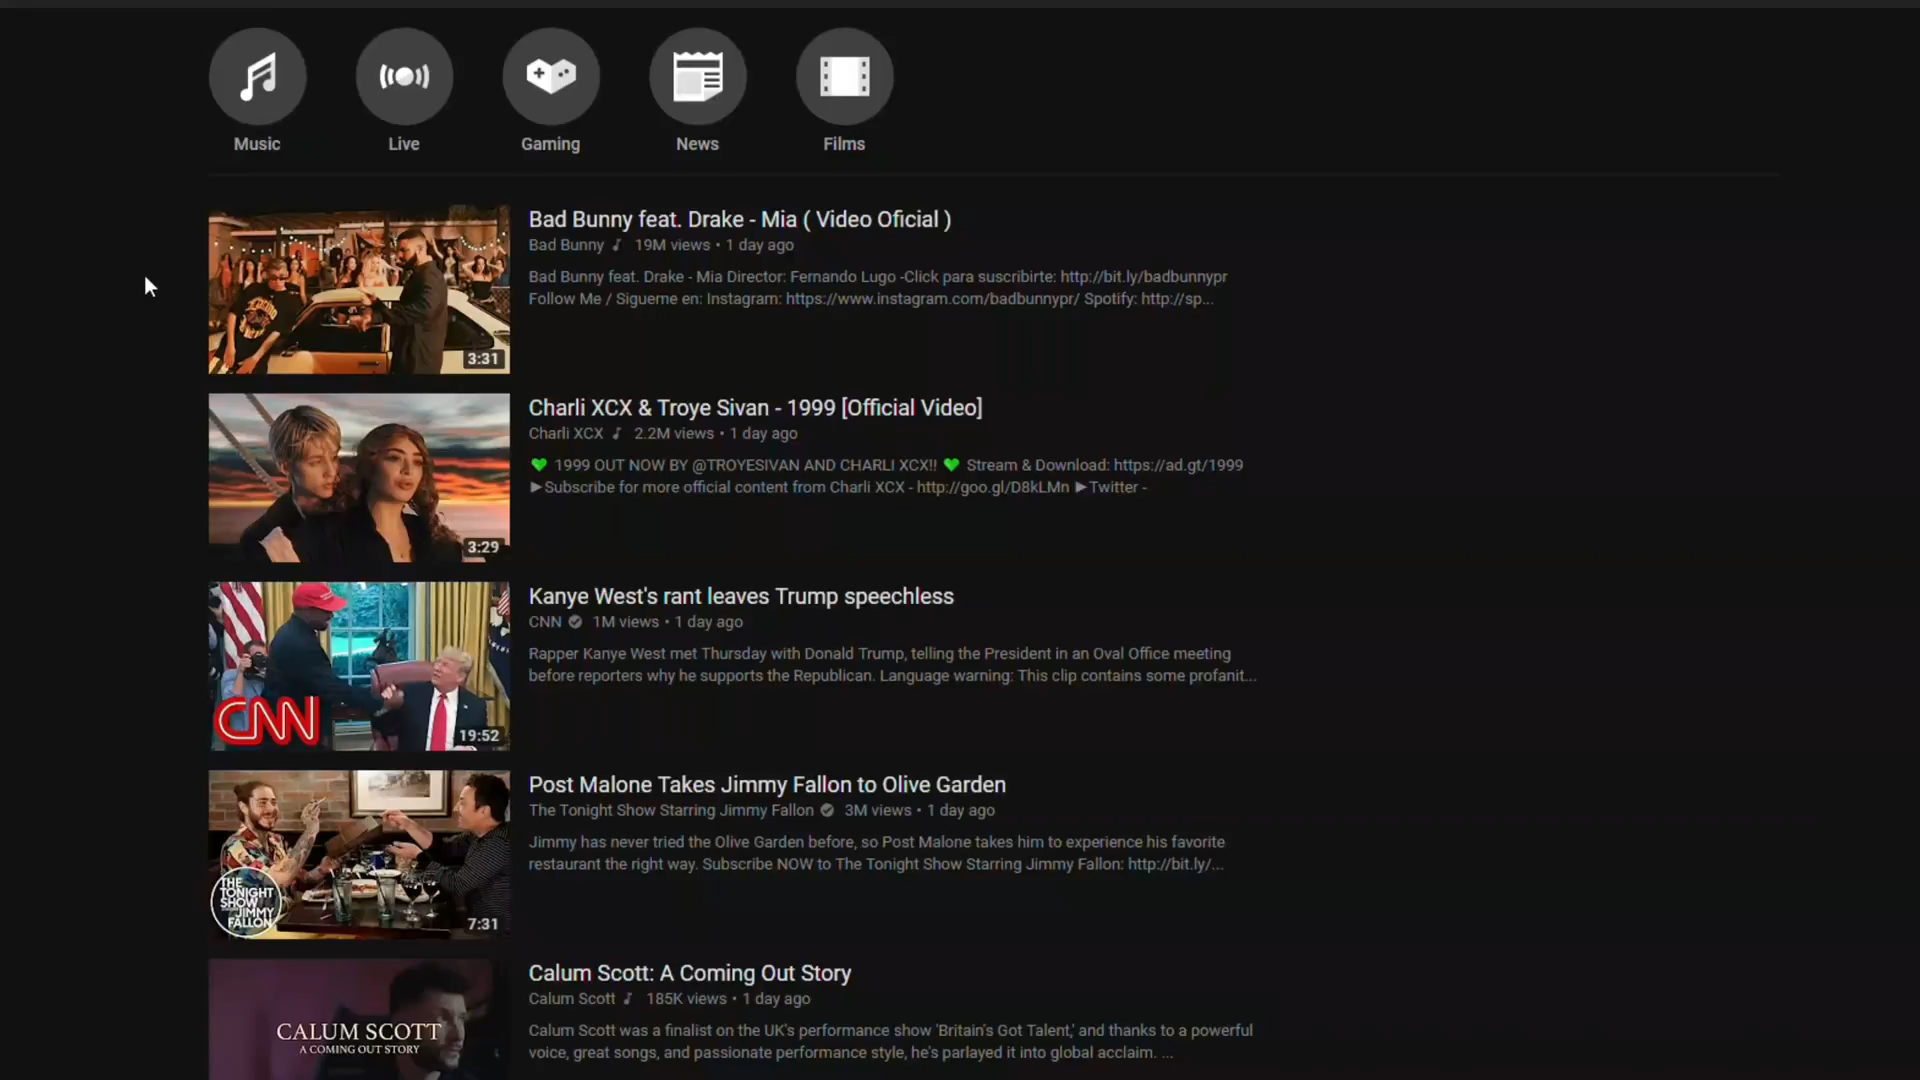 Music
Live
Gaming
News
Films
Bad Bunny feat. Drake - Mia ( Video Oficial )
Bad Bunny 19M views • 1 day ago
Bad Bunny feat. Drake - Mia Director: Fernando Lugo -Click para suscribirte: http://bit.ly/badbunnypr
Follow Me / Sigueme en: Instagram: https://www.instagram.com/badbunnypr/ Spotify: http://sp...
3:31
Charli XCX & Troye Sivan - 1999 [Official Video]
Charli XCX 2.2M views • 1 day ago
💚 1999 OUT NOW BY @TROYESIVAN AND CHARLI XCX!! 💚 Stream & Download: https://ad.gt/1999
►Subscribe for more official content from Charli XCX - http://goo.gl/D8kLMn ►Twitter -
3:29
Kanye West's rant leaves Trump speechless
CNN 1M views • 1 day ago
Rapper Kanye West met Thursday with Donald Trump, telling the President in an Oval Office meeting
before reporters why he supports the Republican. Language warning: This clip contains some profanit...
CNN
19:52
Post Malone Takes Jimmy Fallon to Olive Garden
The Tonight Show Starring Jimmy Fallon 3M views • 1 day ago
Jimmy has never tried the Olive Garden before, so Post Malone takes him to experience his favorite
restaurant the right way. Subscribe NOW to The Tonight Show Starring Jimmy Fallon: http://bit.ly/...
THE
TONIGHT
SHOW
JIMMY
FALLON
7:31
Calum Scott: A Coming Out Story
Calum Scott 185K views • 1 day ago
Calum Scott was a finalist on the UK's performance show 'Britain's Got Talent,' and thanks to a powerful
voice, great songs, and passionate performance style, he's parlayed it into global acclaim. ...
CALUM SCOTT
A COMING OUT STORY